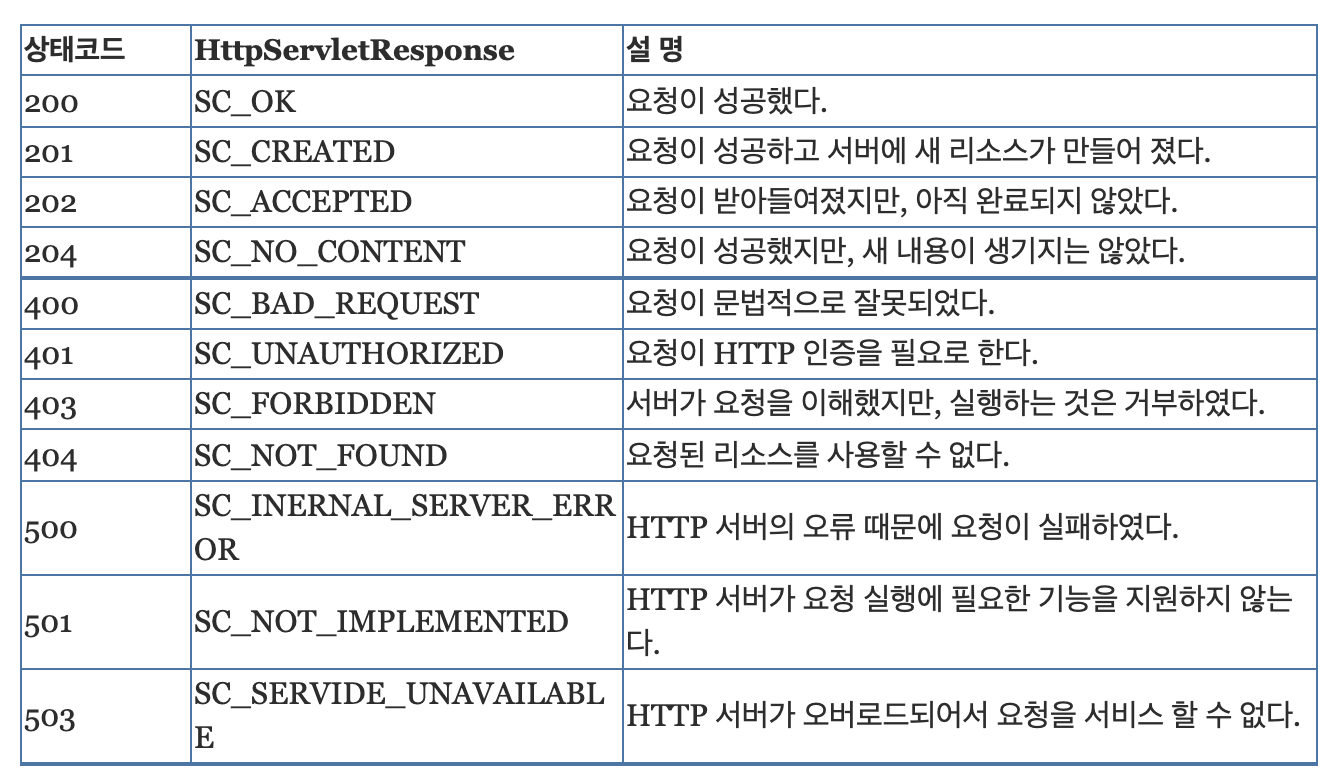 상태코드 HttpServletResponse 설 명
200 SC_OK 요청이 성공했다.
201 SC_CREATED 요청이 성공하고 서버에 새 리소스가 만들어 졌다.
202 SC_ACCEPTED 요청이 받아들여졌지만, 아직 완료되지 않았다.
204 SC_NO_CONTENT 요청이 성공했지만, 새 내용이 생기지는 않았다.
400 SC_BAD_REQUEST 요청이 문법적으로 잘못되었다.
401 SC_UNAUTHORIZED 요청이 HTTP 인증을 필요로 한다.
403 SC_FORBIDDEN 서버가 요청을 이해했지만, 실행하는 것은 거부하였다.
404 SC_NOT_FOUND 요청된 리소스를 사용할 수 없다.
500 SC_INERNAL_SERVER_ERR
OR HTTP 서버의 오류 때문에 요청이 실패하였다.
501 SC_NOT_IMPLEMENTED HTTP 서버가 요청 실행에 필요한 기능을 지원하지 않는
다.
503 SC_SERVIDE_UNAVAILABL
E HTTP 서버가 오버로드되어서 요청을 서비스 할 수 없다.